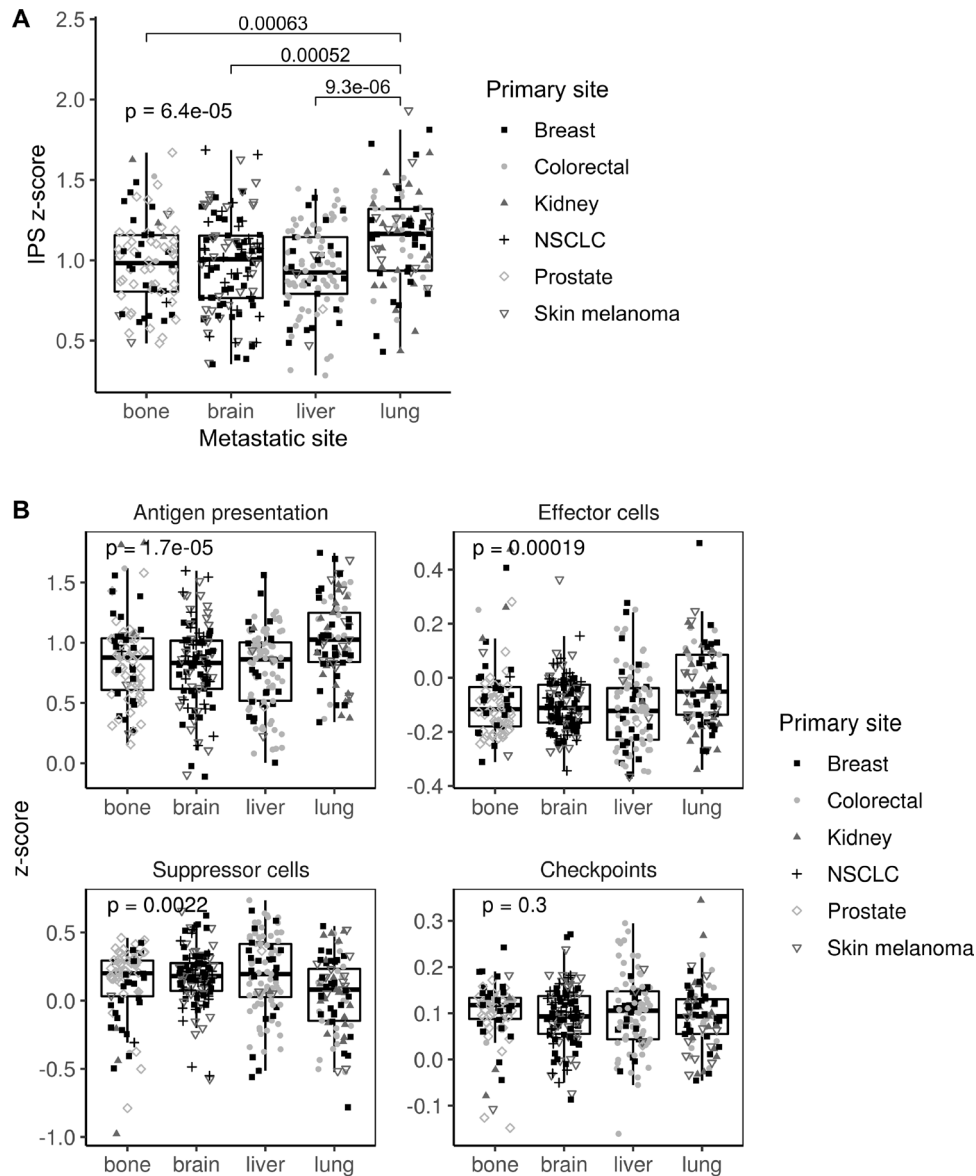 A
2.5
2.0
1.5
1.0
0.5
IPS z-score
0.00063
0.00052
9.3e-06
p = 6.4e-05
bone brain liver lung
Metastatic site
Primary site
Breast
Colorectal
Kidney
NSCLC
Prostate
Skin melanoma
B
z-score
Antigen presentation
p = 1.7e-05
1.5
1.0
0.5
0.0
bone brain liver lung
Effector cells
p = 0.00019
0.4
0.2
0.0
-0.2
-0.4
bone brain liver lung
Suppressor cells
p = 0.0022
0.5
0.0
-0.5
-1.0
bone brain liver lung
Checkpoints
p = 0.3
0.3
0.2
0.1
0.0
-0.1
bone brain liver lung
Primary site
Breast
Colorectal
Kidney
NSCLC
Prostate
Skin melanoma